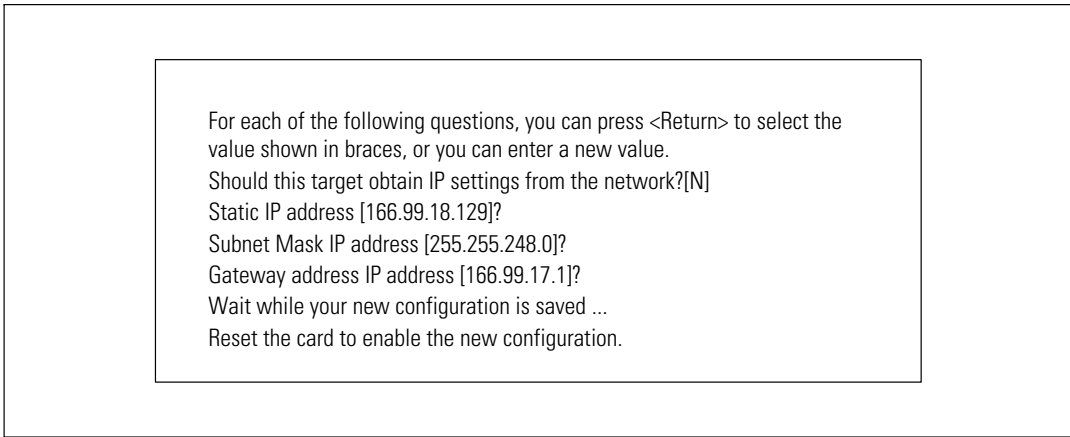 For each of the following questions, you can press <Return> to select the
value shown in braces, or you can enter a new value.
Should this target obtain IP settings from the network?[N]
Static IP address [166.99.18.129]?
Subnet Mask IP address [255.255.248.0]?
Gateway address IP address [166.99.17.1]?
Wait while your new configuration is saved ...
Reset the card to enable the new configuration.